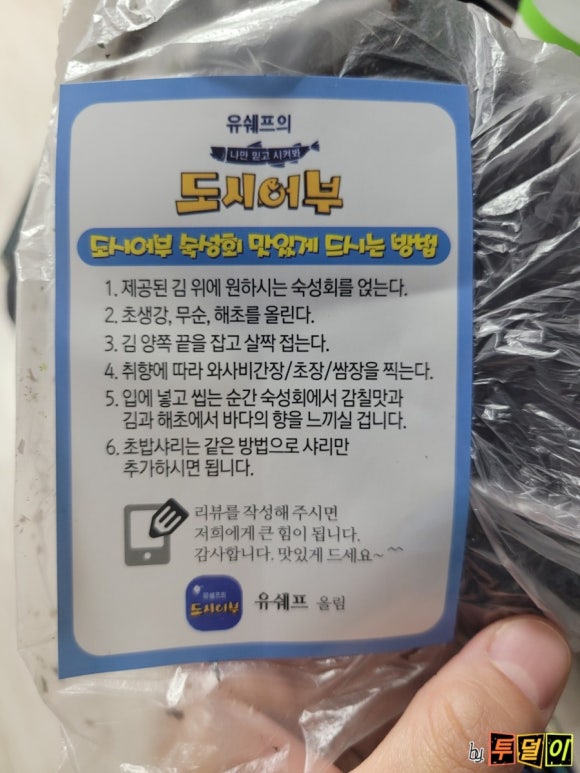 유쉐프의
나만 믿고 시켜봐
도시어부
도시어부 숙성회 맛있게 드시는 방법
1. 제공된 김 위에 원하시는 숙성회를 얹는다.
2. 초생강, 무순, 해초를 올린다.
3. 김 양쪽 끝을 잡고 살짝 접는다.
4. 취향에 따라 와사비간장/초장/쌈장을 찍는다.
5. 입에 넣고 씹는 순간 숙성회에서 감칠맛과
김과 해초에서 바다의 향을 느끼실 겁니다.
6. 초밥샤리는 같은 방법으로 샤리만
추가하시면 됩니다.
리뷰를 작성해 주시면
저희에게 큰 힘이 됩니다.
감사합니다. 맛있게 드세요~ ^^
유쉐프의
도시어부
유쉐프 올림
by 투덜이